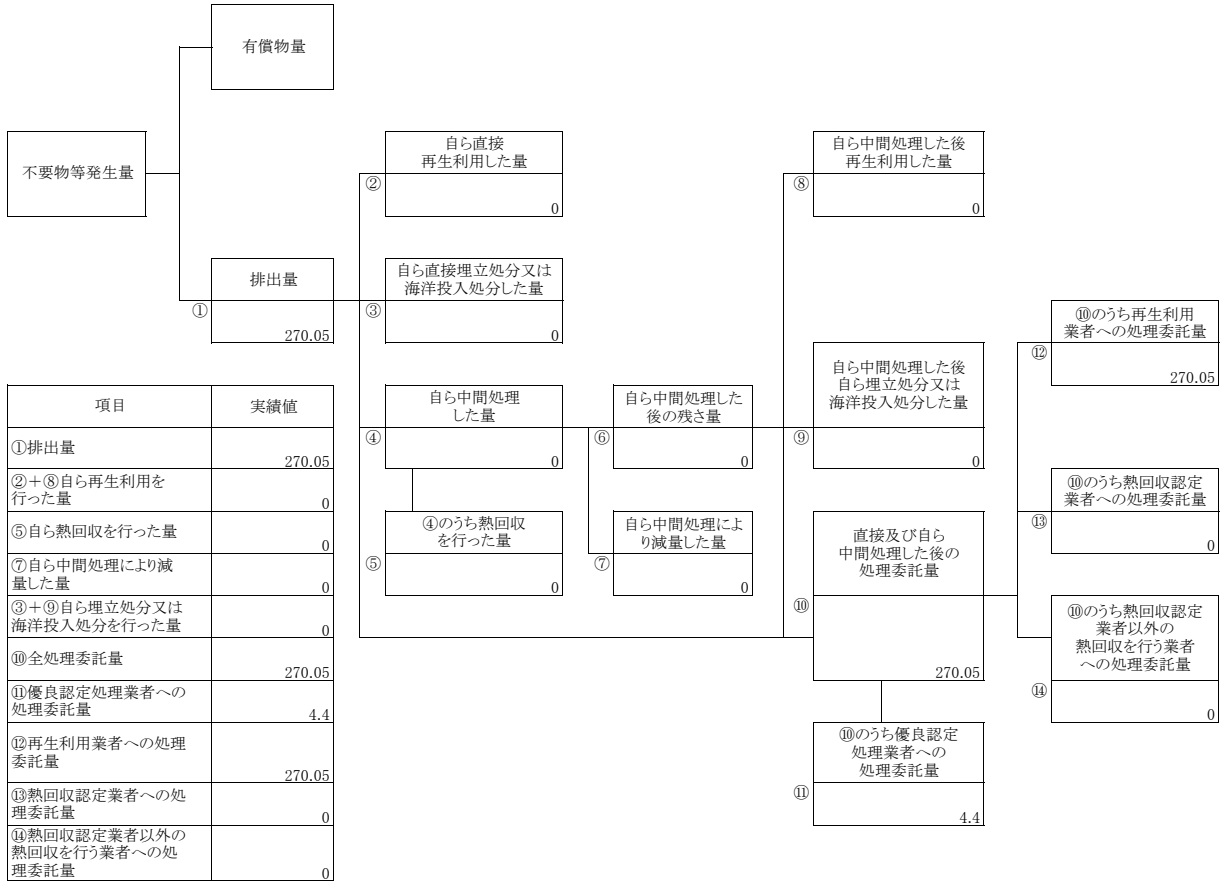 有償物量
不要物等発生量
自ら直接
再生利用した量
②
0
自ら中間処理した後
再生利用した量
⑧
0
排出量
①
270.05
自ら直接埋立処分又は
海洋投入処分した量
③
0
⑩のうち再生利用
業者への処理委託量
⑫
270.05
自ら中間処理した後
自ら埋立処分又は
海洋投入処分した量
⑨
0
自ら中間処理
した量
④
0
自ら中間処理した
後の残さ量
⑥
0
⑩のうち熱回収認定
業者への処理委託量
⑬
0
④のうち熱回収
を行った量
⑤
0
自ら中間処理によ
り減量した量
⑦
0
直接及び自ら
中間処理した後の
処理委託量
⑩
270.05
⑩のうち熱回収認定
業者以外の
熱回収を行う業者
への処理委託量
⑭
0
⑩のうち優良認定
処理業者への
処理委託量
⑪
4.4
項目 実績値
①排出量
270.05
②＋⑧自ら再生利用を
行った量
0
⑤自ら熱回収を行った量
0
⑦自ら中間処理により減
量した量
0
③＋⑨自ら埋立処分又は
海洋投入処分を行った量
0
⑩全処理委託量
270.05
⑪優良認定処理業者への
処理委託量
4.4
⑫再生利用業者への処理
委託量
270.05
⑬熱回収認定業者への処
理委託量
0
⑭熱回収認定業者以外の
熱回収を行う業者への処
理委託量
0